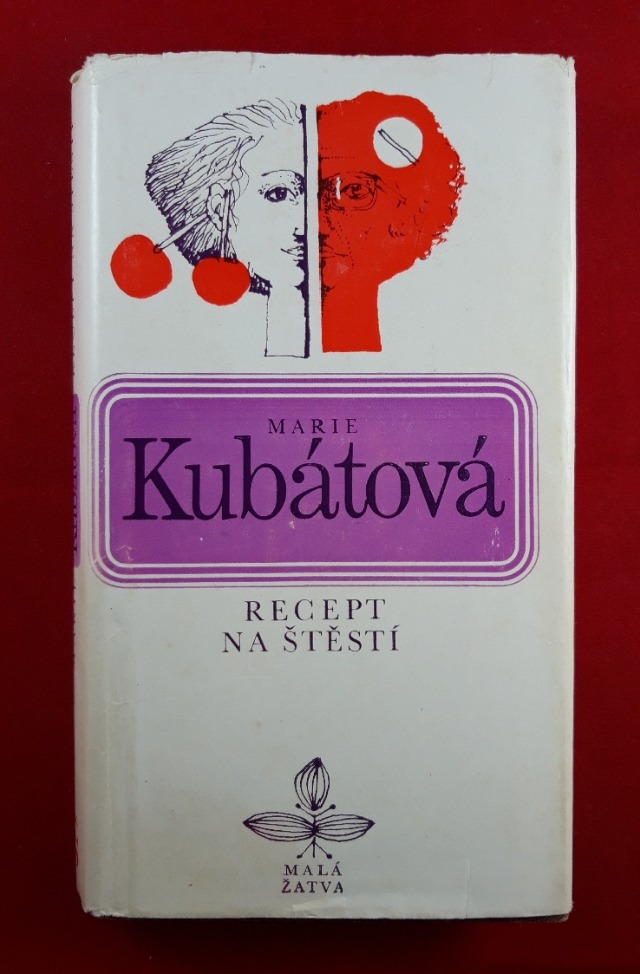 MARIE
Kubátová
RECEPT
NA ŠTĚSTÍ
MALÁ
ŽATVA